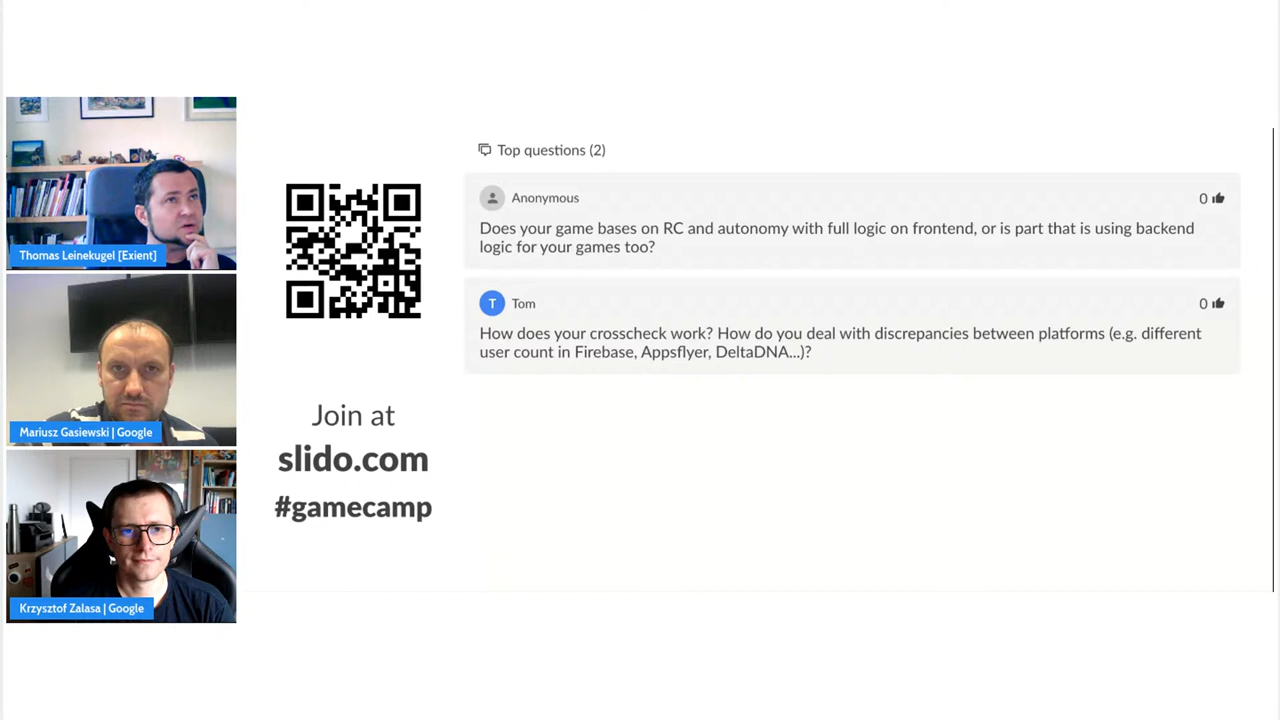 Thomas Leinekugel [Exient]
Mariusz Gasiewski | Google
Krzysztof Zalasa | Google
Join at
slido.com
#gamecamp
Top questions (2)
Anonymous
0
Does your game bases on RC and autonomy with full logic on frontend, or is part that is using backend
logic for your games too?
T
Tom
0
How does your crosscheck work? How do you deal with discrepancies between platforms (e.g. different
user count in Firebase, Appsflyer, DeltaDNA...)?